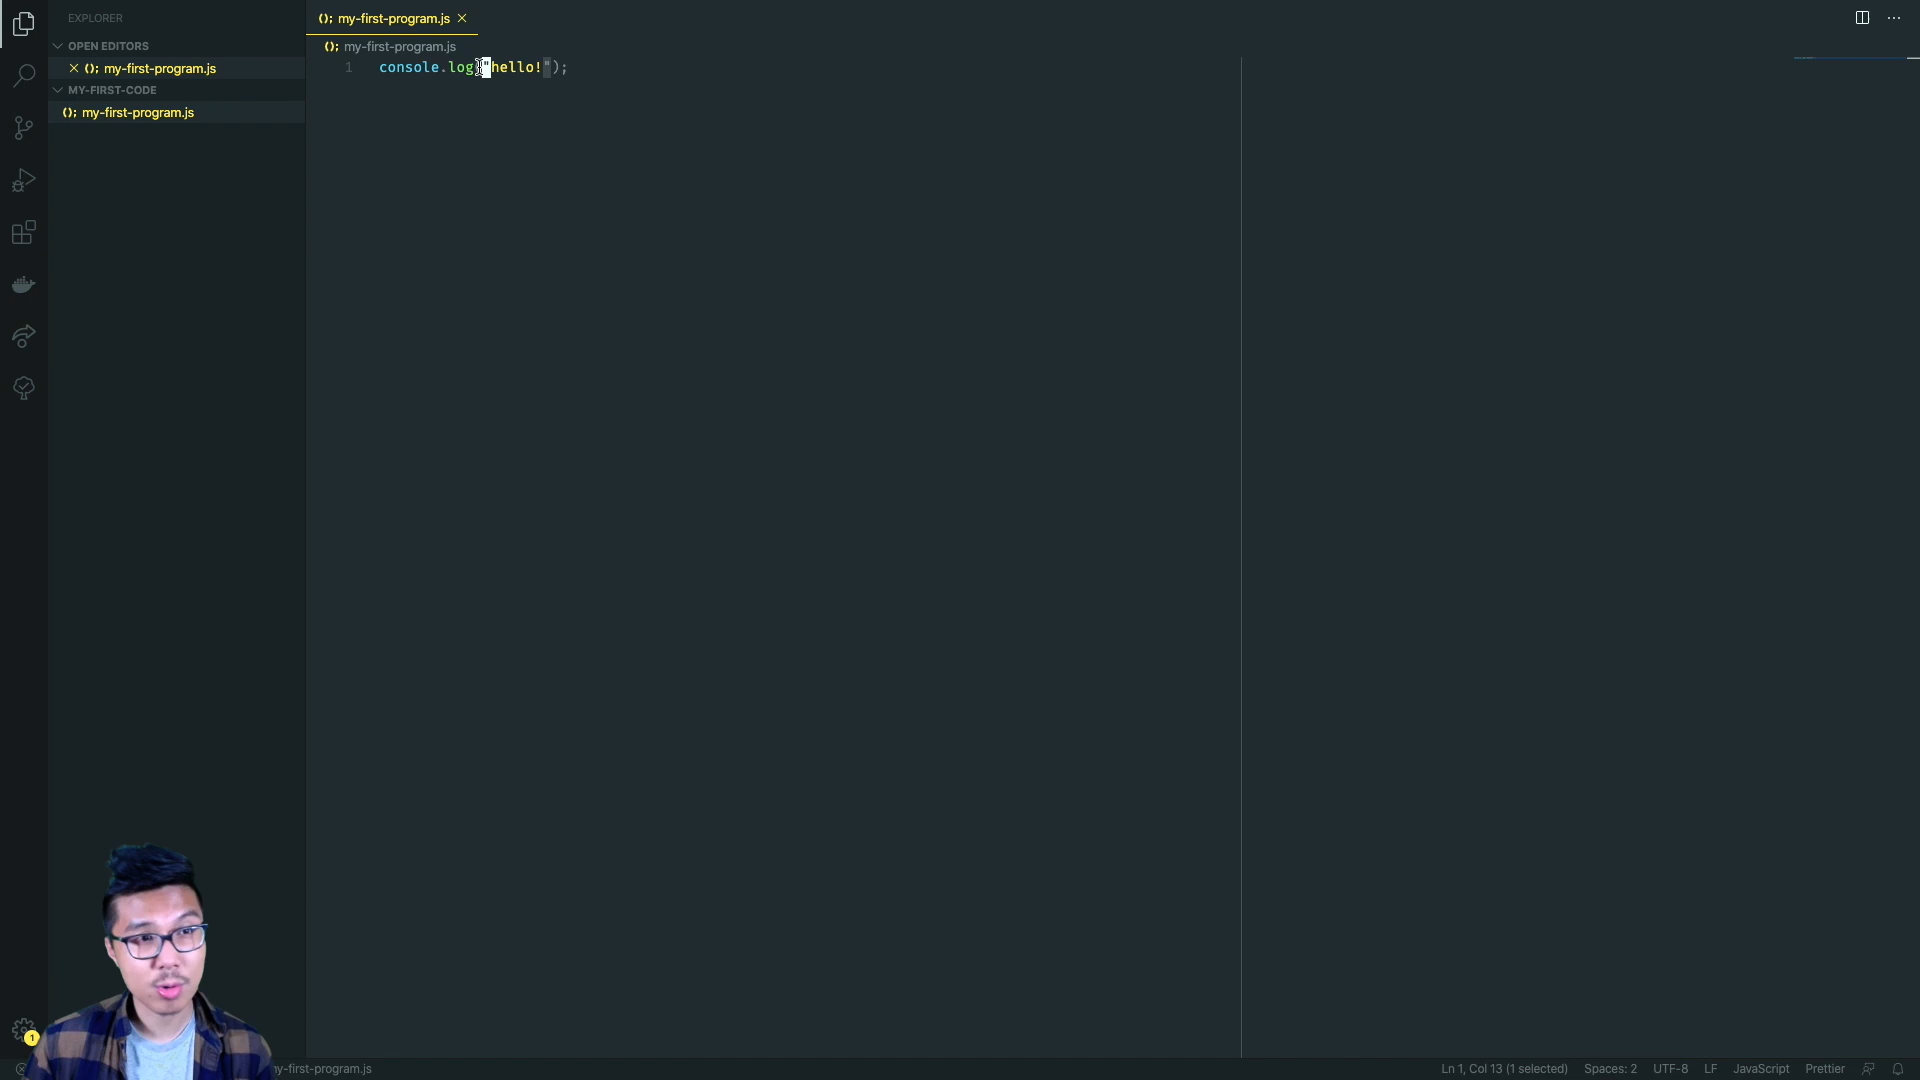 EXPLORER
OPEN EDITORS
(); my-first-program.js
MY-FIRST-CODE
(); my-first-program.js
(); my-first-program.js
(); my-first-program.js
1 console.log("hello!");
1
y-first-program.js
Ln 1, Col 13 (1 selected) Spaces: 2 UTF-8 LF JavaScript Prettier